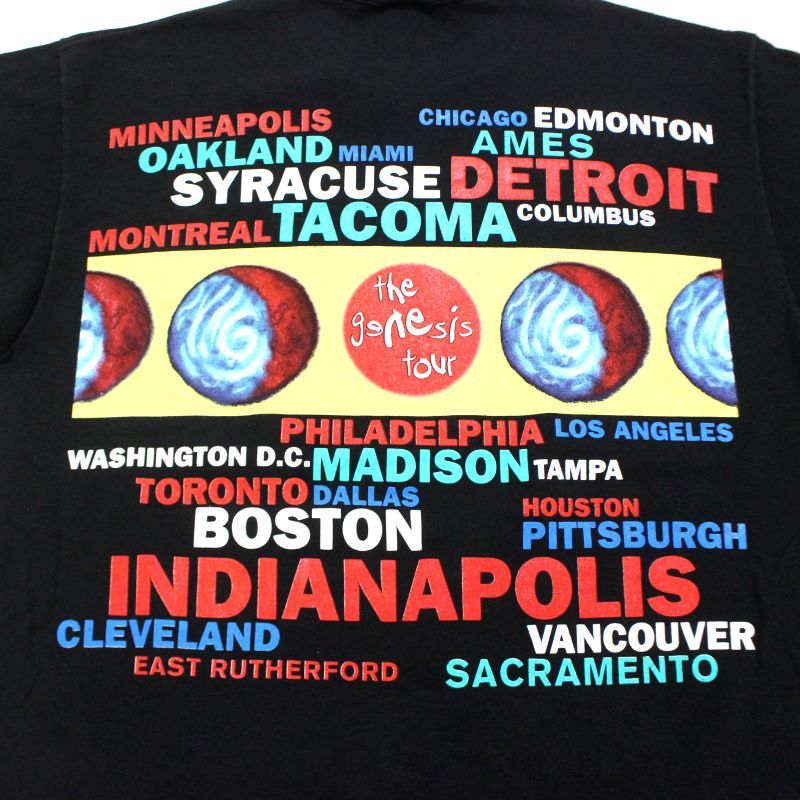 MINNEAPOLIS CHICAGO EDMONTON
OAKLAND MIAMI AMES
SYRACUSE DETROIT
MONTREAL TACOMA COLUMBUS
the
genesis
tour
PHILADELPHIA LOS ANGELES
WASHINGTON D.C. MADISON TAMPA
TORONTO DALLAS HOUSTON
BOSTON PITTSBURGH
INDIANAPOLIS
CLEVELAND VANCOUVER
EAST RUTHERFORD SACRAMENTO